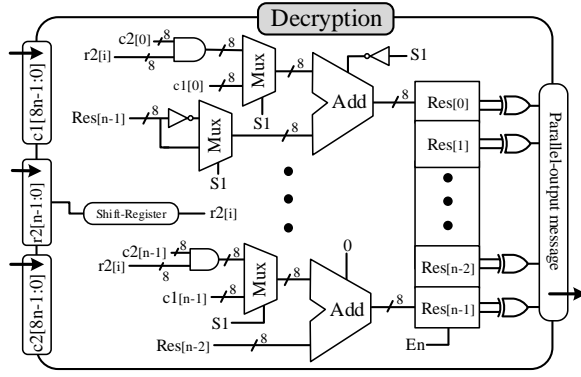 Decryption
c2[0]
r2[i]
8
8
8
c1[0]
8
Mux
S1
8
S1
Add
8
Res[n-1]
8
Mux
S1
8
Res[0]
Res[1]
Res[n-2]
Res[n-1]
En
c1[8n-1:0]
r2[n-1:0]
c2[8n-1:0]
Shift-Register
r2[i]
c2[n-1]
r2[i]
8
8
8
c1[n-1]
8
Mux
S1
8
0
Add
8
Res[n-2]
8
Parallel-output message